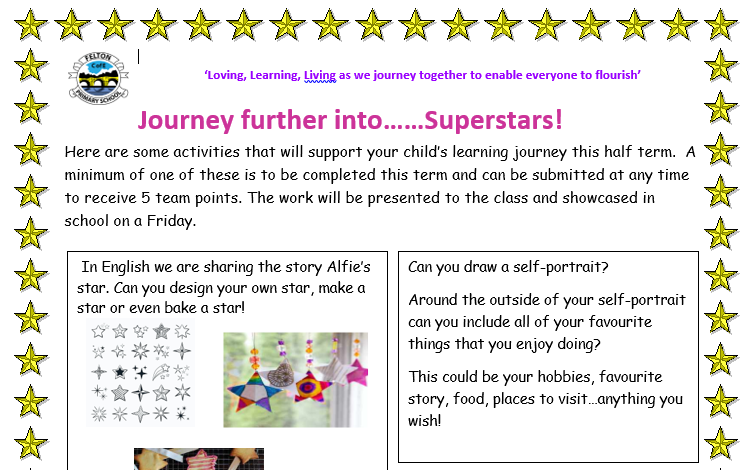 FELTON
CofE
PRIMARY SCHOOL
‘Loving, Learning, Living as we journey together to enable everyone to flourish’
Journey further into……Superstars!
Here are some activities that will support your child’s learning journey this half term.  A
minimum of one of these is to be completed this term and can be submitted at any time
to receive 5 team points. The work will be presented to the class and showcased in
school on a Friday.
In English we are sharing the story Alfie’s
star. Can you design your own star, make a
star or even bake a star!
Can you draw a self-portrait?
Around the outside of your self-portrait
can you include all of your favourite
things that you enjoy doing?
This could be your hobbies, favourite
story, food, places to visit…anything you
wish!